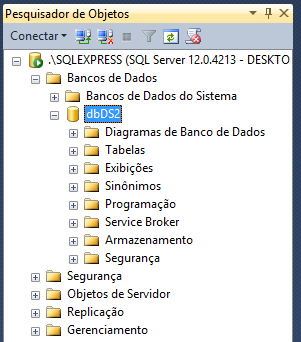 Pesquisador de Objetos
Conectar
.\SQLEXPRESS (SQL Server 12.0.4213 - DESKTO
Bancos de Dados
Bancos de Dados do Sistema
dbDS2
Diagramas de Banco de Dados
Tabelas
Exibições
Sinônimos
Programação
Service Broker
Armazenamento
Segurança
Segurança
Objetos de Servidor
Replicação
Gerenciamento